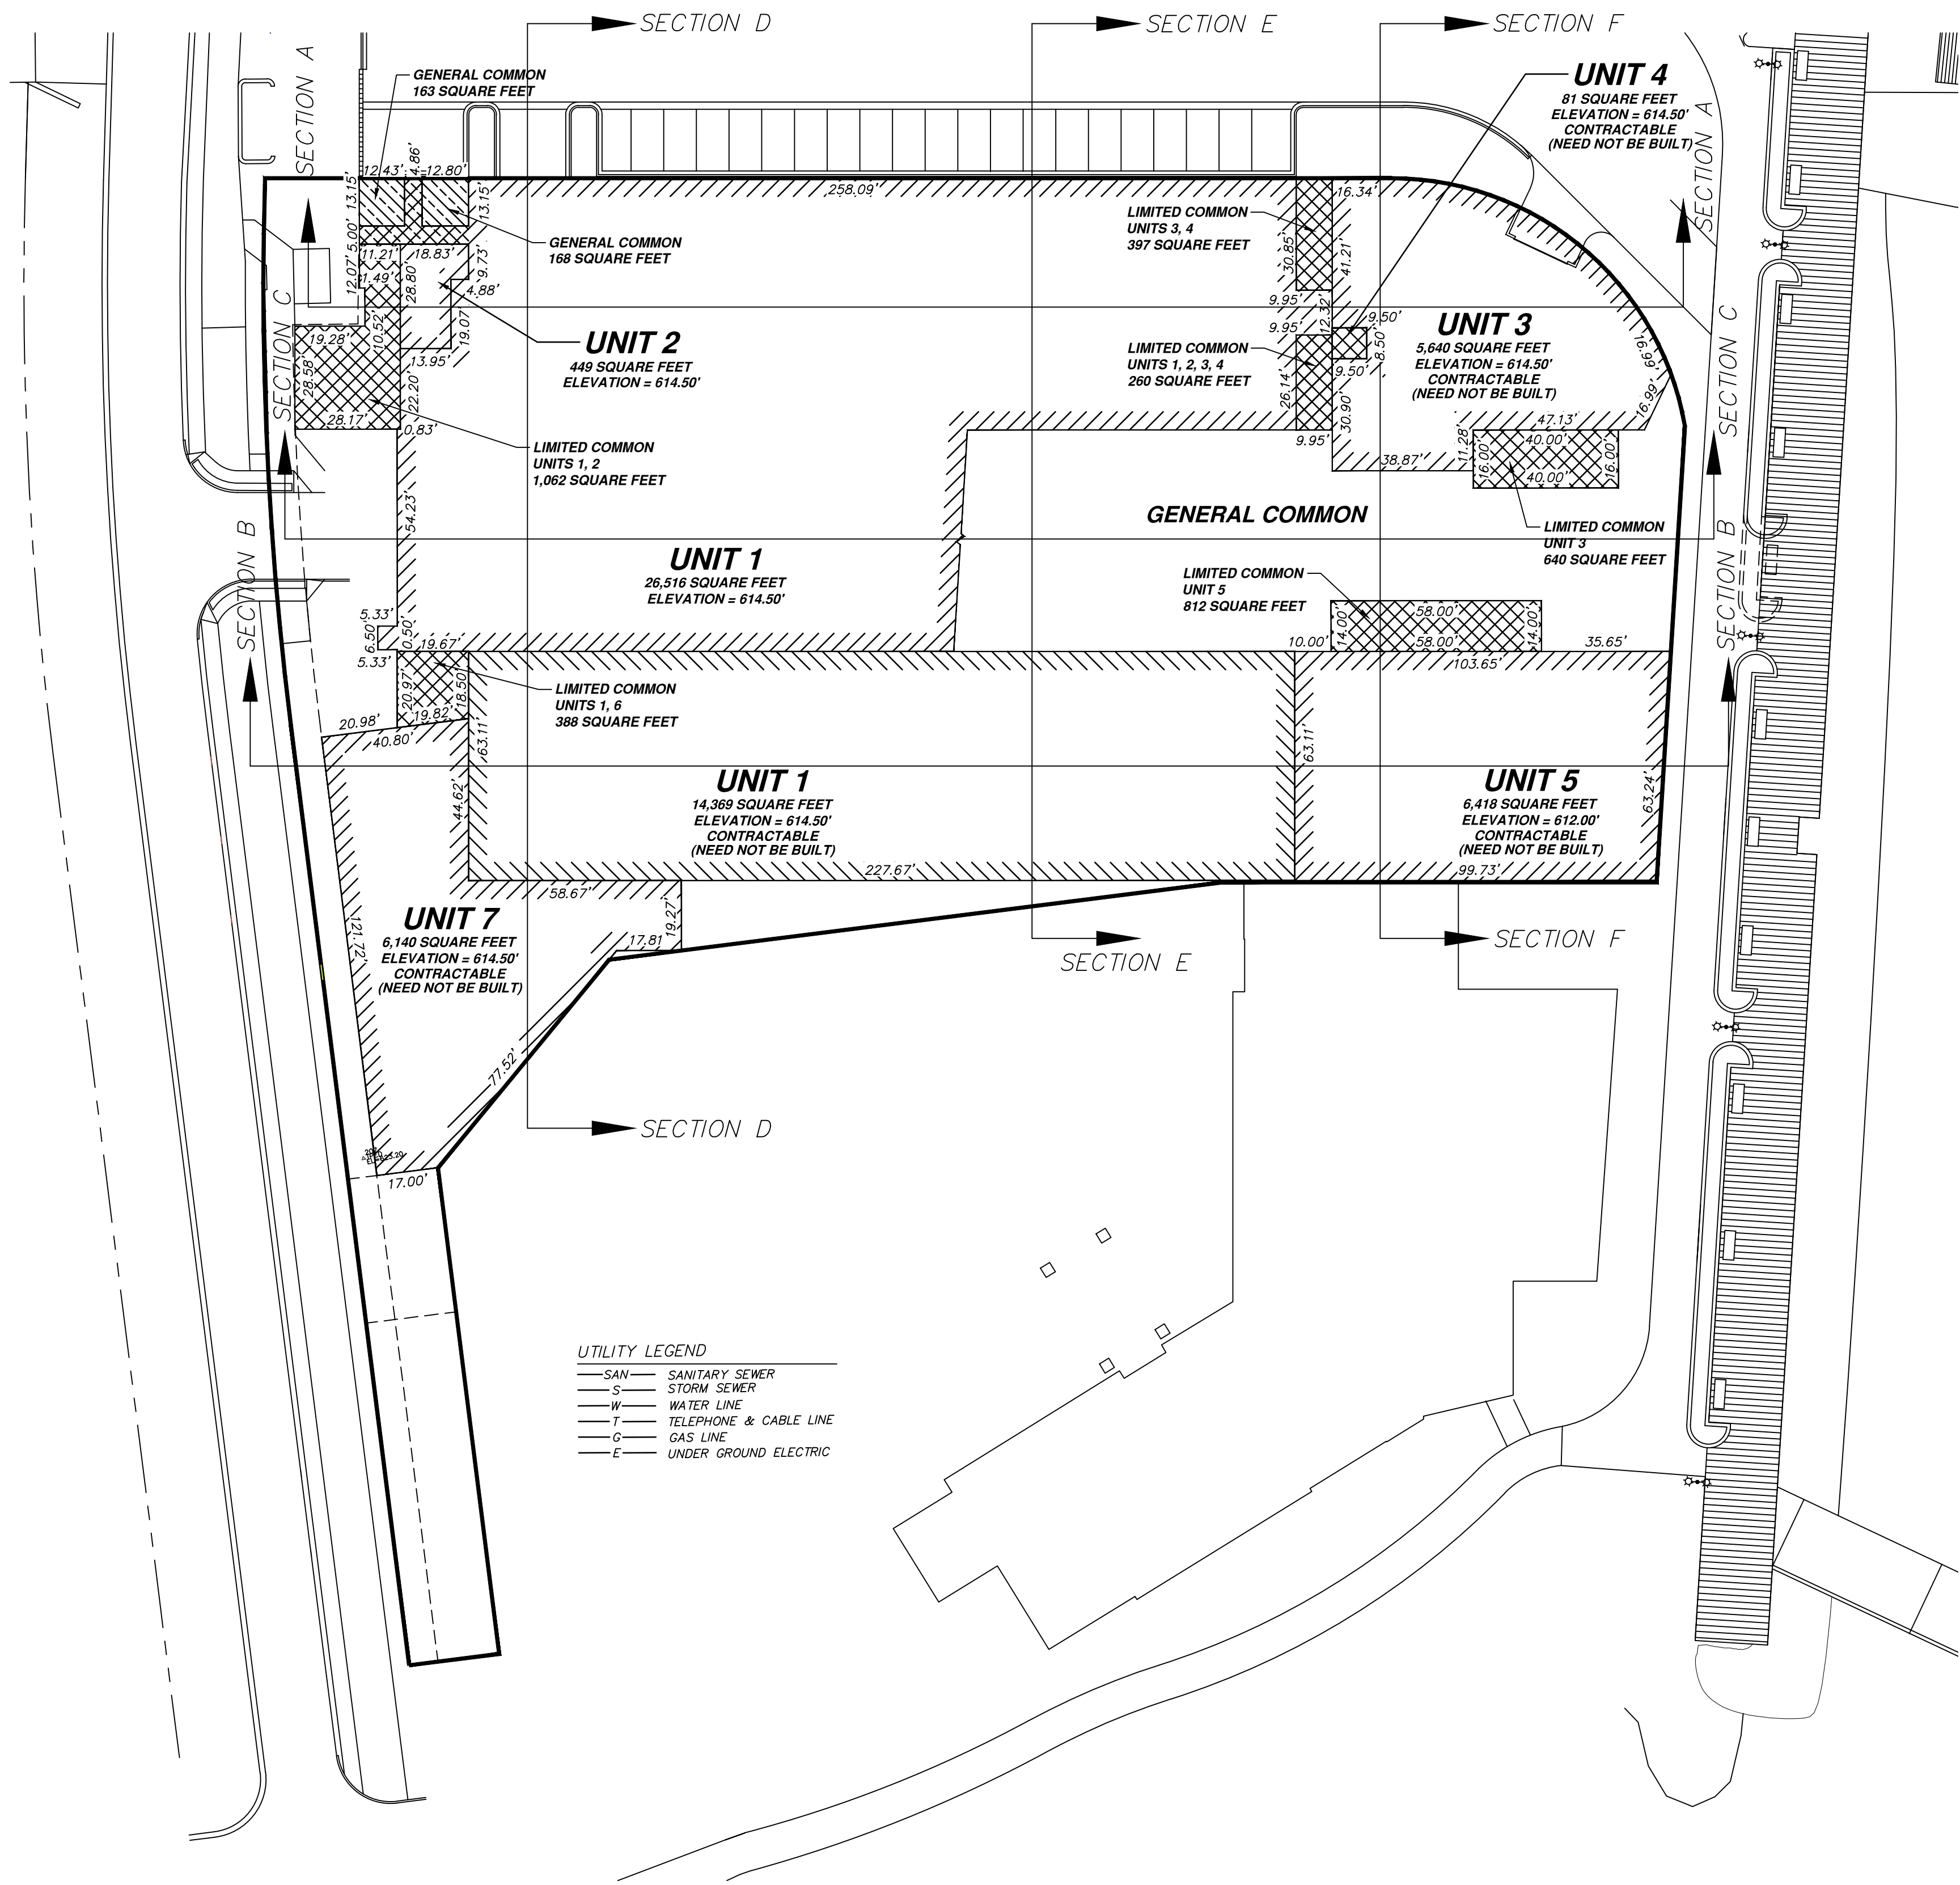 SECTION D
SECTION E
SECTION F
SECTION A
GENERAL COMMON
163 SQUARE FEET
UNIT 4
81 SQUARE FEET
ELEVATION = 614.50'
CONTRACTABLE
(NEED NOT BE BUILT)
SECTION A
12.43'
4.86'
12.80'
13.15'
13.15'
258.09'
16.34'
5.00'
GENERAL COMMON
168 SQUARE FEET
LIMITED COMMON
UNITS 3, 4
397 SQUARE FEET
30.85'
41.21'
11.21'
18.83'
9.73'
12.07'
1.49'
28.80'
4.88'
9.95'
12.32'
SECTION C
19.28'
10.52'
19.07'
13.95'
28.58'
22.20'
28.17'
0.83'
UNIT 2
449 SQUARE FEET
ELEVATION = 614.50'
9.95'
9.50'
8.50'
9.50'
LIMITED COMMON
UNITS 1, 2, 3, 4
260 SQUARE FEET
26.14'
30.90'
9.95'
UNIT 3
5,640 SQUARE FEET
ELEVATION = 614.50'
CONTRACTABLE
(NEED NOT BE BUILT)
16.99'
16.99'
SECTION C
47.13'
11.28'
40.00'
16.00'
16.00'
38.87'
40.00'
LIMITED COMMON
UNITS 1, 2
1,062 SQUARE FEET
54.23'
GENERAL COMMON
LIMITED COMMON
UNIT 3
640 SQUARE FEET
SECTION B
SECTION B
UNIT 1
26,516 SQUARE FEET
ELEVATION = 614.50'
LIMITED COMMON
UNIT 5
812 SQUARE FEET
58.00'
14.00'
14.00'
10.00'
58.00'
35.65'
103.65'
5.33'
6.50'
0.50'
19.67'
5.33'
20.97'
18.50'
19.82'
20.98'
40.80'
LIMITED COMMON
UNITS 1, 6
388 SQUARE FEET
63.11'
63.11'
63.24'
44.62'
UNIT 1
14,369 SQUARE FEET
ELEVATION = 614.50'
CONTRACTABLE
(NEED NOT BE BUILT)
UNIT 5
6,418 SQUARE FEET
ELEVATION = 612.00'
CONTRACTABLE
(NEED NOT BE BUILT)
227.67'
99.73'
58.67'
19.27'
17.81
121.72'
UNIT 7
6,140 SQUARE FEET
ELEVATION = 614.50'
CONTRACTABLE
(NEED NOT BE BUILT)
SECTION E
SECTION F
77.52'
SECTION D
17.00'
UTILITY LEGEND
SAN SANITARY SEWER
S STORM SEWER
W WATER LINE
T TELEPHONE & CABLE LINE
G GAS LINE
E UNDER GROUND ELECTRIC